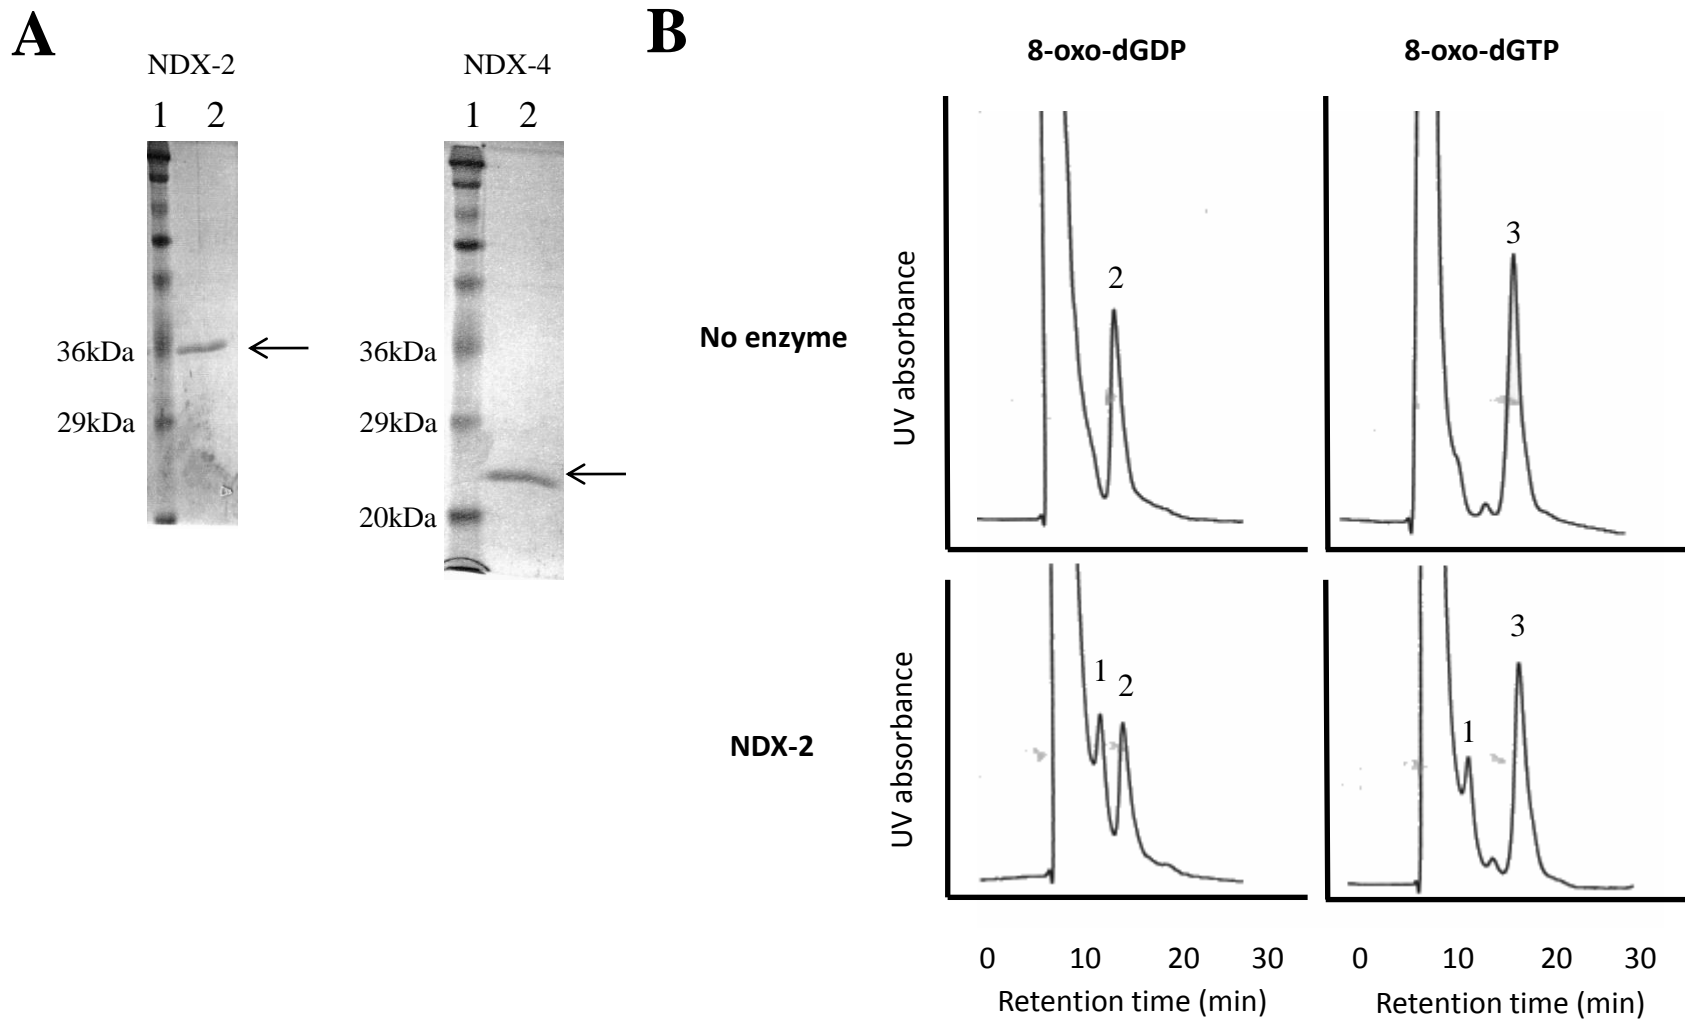 A
NDX-2
1 2
36kDa
29kDa
NDX-4
1 2
36kDa
29kDa
20kDa
B
8-oxo-dGDP
8-oxo-dGTP
No enzyme
UV absorbance
2
3
NDX-2
UV absorbance
1
2
1
3
0 10 20 30
Retention time (min)
0 10 20 30
Retention time (min)